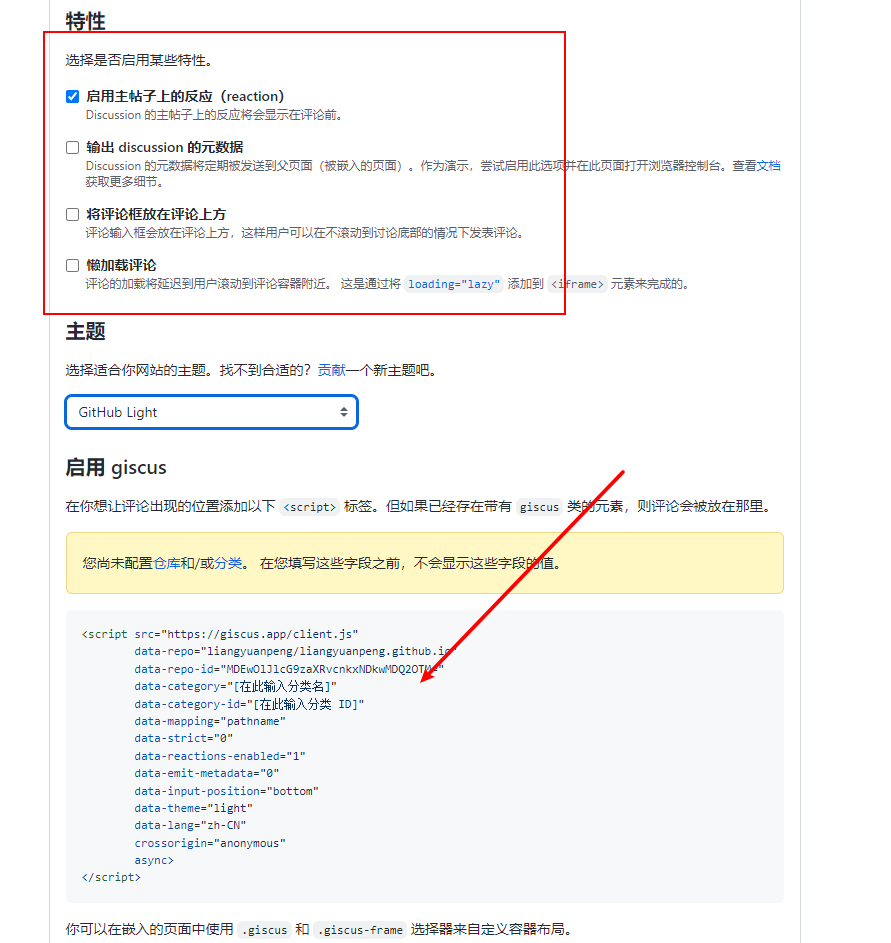 特性
选择是否启用某些特性。
启用主帖子上的反应（reaction）
Discussion 的主帖子上的反应将会显示在评论前。
输出 discussion 的元数据
Discussion 的元数据将定期被发送到父页面（被嵌入的页面）。作为演示，尝试启用此选项并在此页面打开浏览器控制台。查看文档
获取更多细节。
将评论框放在评论上方
评论输入框会放在评论上方，这样用户可以在不滚动到讨论底部的情况下发表评论。
懒加载评论
评论的加载将延迟到用户滚动到评论容器附近。 这是通过将 loading="lazy" 添加到 <iframe> 元素来完成的。
主题
选择适合你网站的主题。找不到合适的？贡献一个新主题吧。
GitHub Light
启用 giscus
在你想让评论出现的位置添加以下 <script> 标签。但如果已经存在带有 giscus 类的元素，则评论会被放在那里。
您尚未配置仓库和/或分类。 在您填写这些字段之前，不会显示这些字段的值。
<script src="https://giscus.app/client.js"
data-repo="liangyuanpeng/liangyuanpeng.github.io"
data-category="[在此输入分类名]"
data-category-id="[在此输入分类 ID]"
data-mapping="pathname"
data-strict="0"
data-reactions-enabled="1"
data-emit-metadata="0"
data-input-position="bottom"
data-theme="light"
data-lang="zh-CN"
crossorigin="anonymous"
async>
</script>
你可以在嵌入的页面中使用 .giscus 和 .giscus-frame 选择器来自定义容器布局。